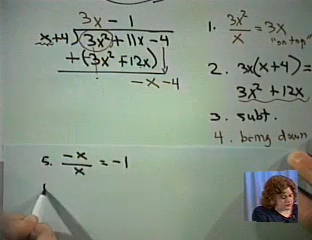 3x - 1
x+4) 3x² + 11x - 4
+(-3x² + 12x)
-x - 4
1. 3x²/x = 3x "on top"
2. 3x(x+4) =
3x² + 12x
3. subt.
4. bring down
5. -x/x = -1